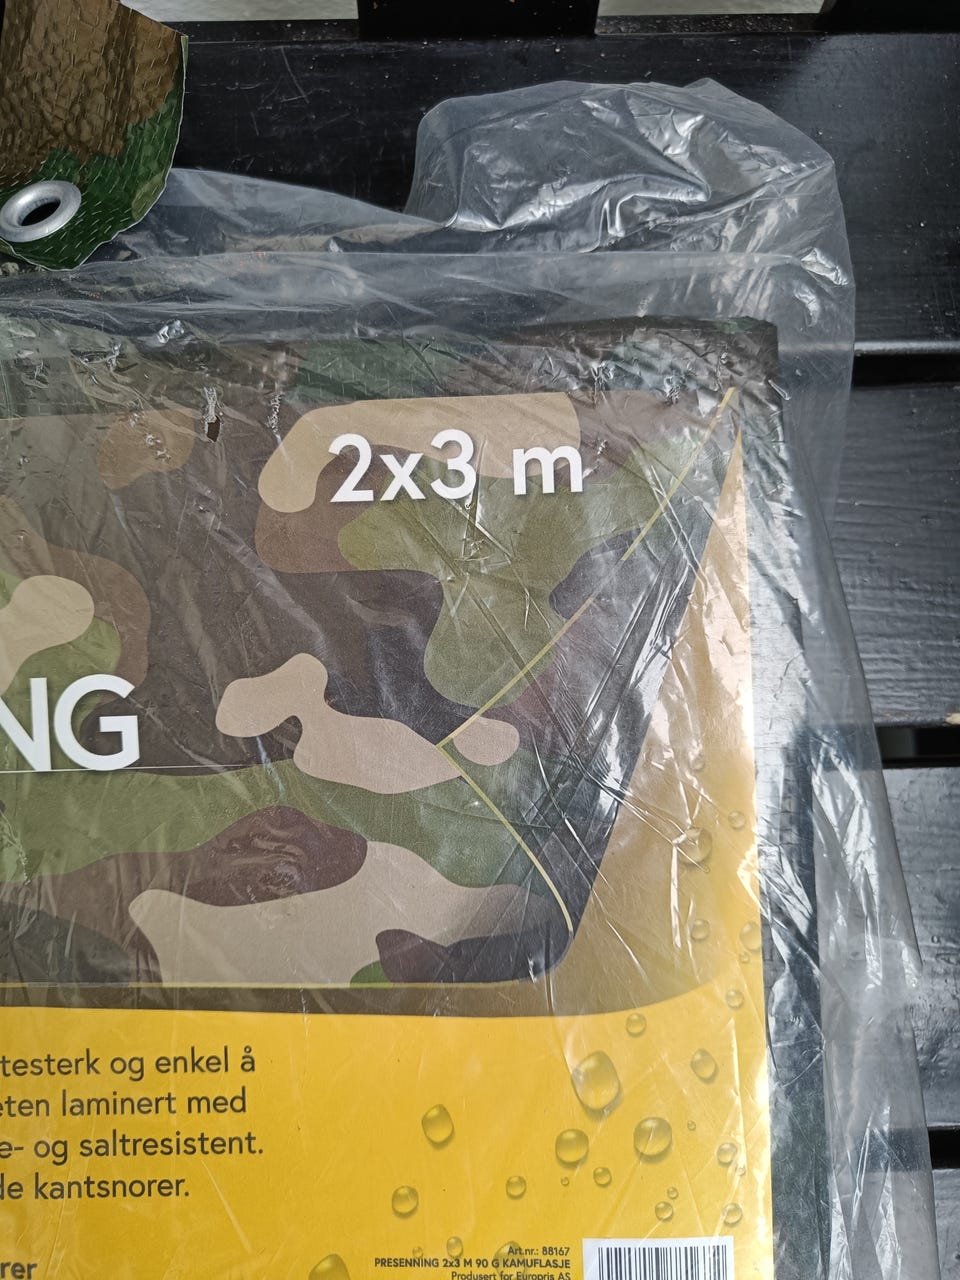 2x3 m
NG
testerk og enkel å
eten laminert med
e- og saltresistent.
de kantsnorer.
rer
Art.nr.: 88167
PRESENNING 2x3 M 90 G KAMUFLASJE
Produsert for Europris AS